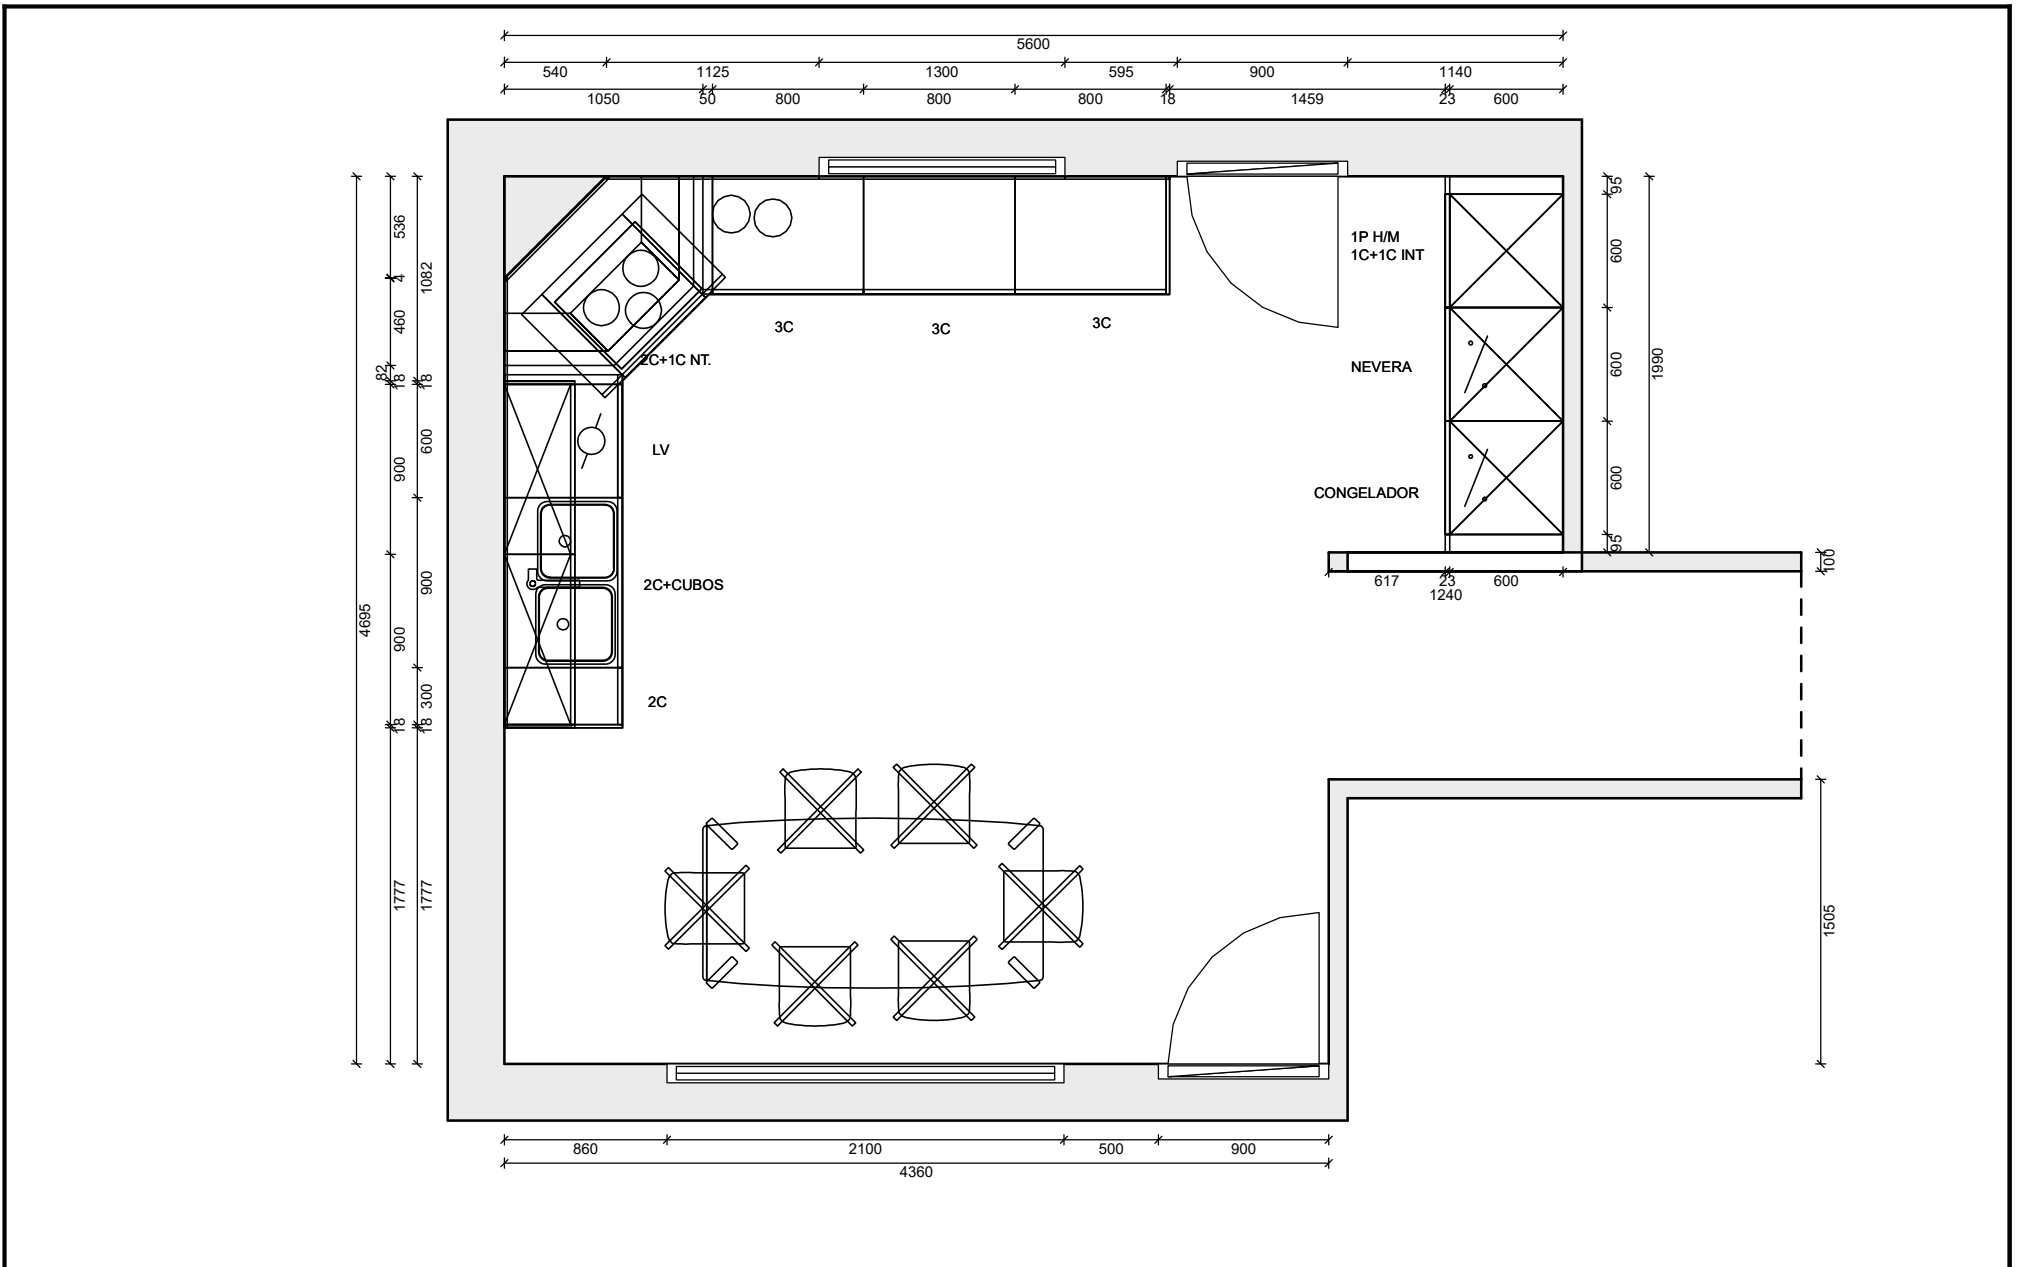 5600
540 1125 1300 595 900 1140
1050 50 800 800 800 18 1459 23 600
1P H/M
1C+1C INT
3C 3C 3C
2C+1C NT.
NEVERA
LV
CONGELADOR
2C+CUBOS
2C
4695
536 4 460 82 18 900 900 18 1777
1082 18 600 900 300 18 1777
95 600 600 600 95
1990
100
617 23 600
1240
1505
860 2100 500 900
4360